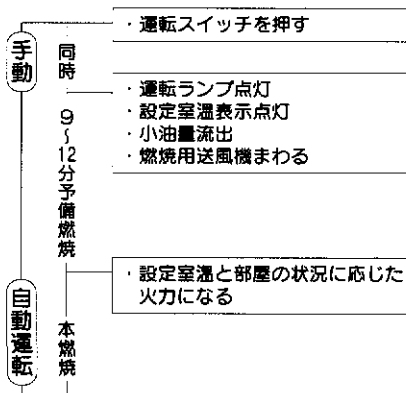 ・運転スイッチを押す
手動
同時
・運転ランプ点灯
・設定室温表示点灯
・小油量流出
・燃焼用送風機まわる
9～12分予備燃焼
・設定室温と部屋の状況に応じた
火力になる
自動運転
本燃焼